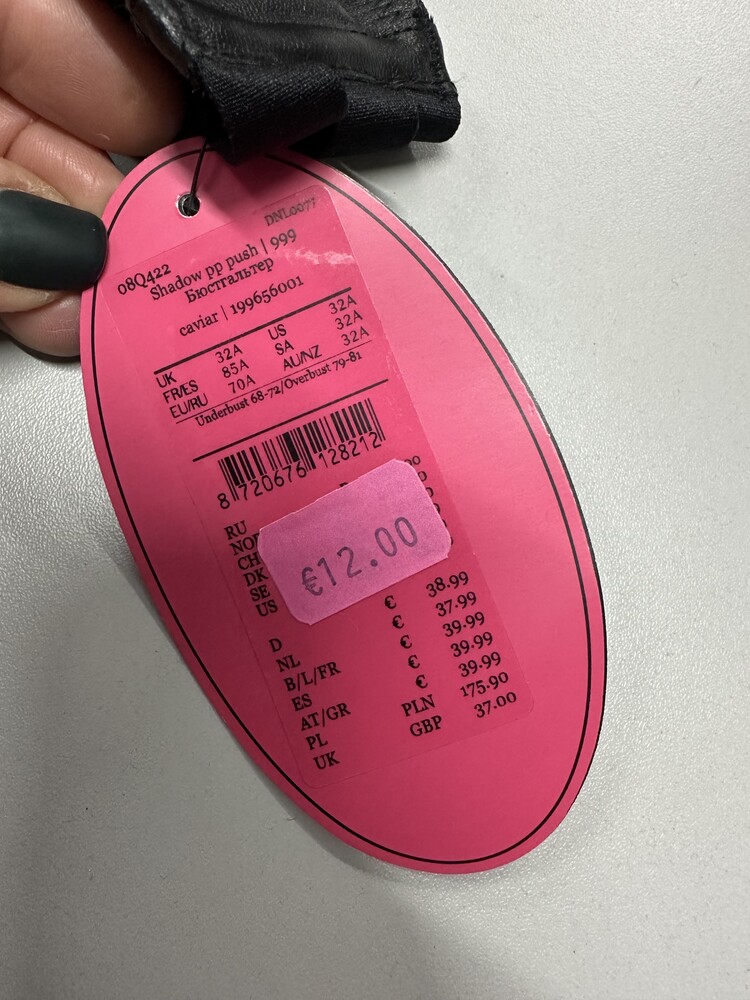 DNL0077
08Q422
Shadow pp push | 999
Бюстгальтер
caviar | 199656001
UK 32A US 32A
FR/ES 85A SA 32A
EU/RU 70A AU/NZ 32A
Underbust 68-72/Overbust 79-81
8 720676 128212
RU
NO
CH
DK
SE
US
€12.00
D € 38.99
NL € 37.99
B/L/FR € 39.99
ES € 39.99
AT/GR € 39.99
PL PLN 175.90
UK GBP 37.00